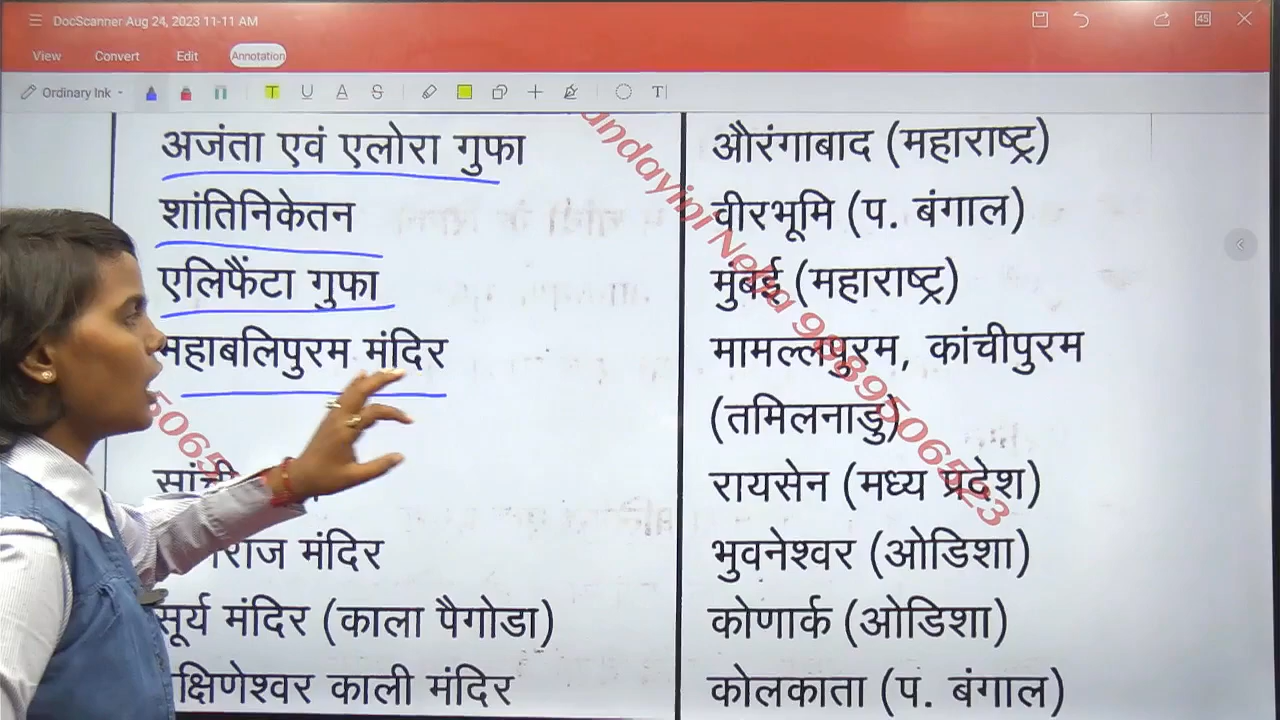 DocScanner Aug 24, 2023 11-11 AM
45
View Convert Edit Annotation
Ordinary Ink
अजंता एवं एलोरा गुफा औरंगाबाद (महाराष्ट्र)
शांतिनिकेतन वीरभूमि (प. बंगाल)
एलिफैंटा गुफा मुंबई (महाराष्ट्र)
महाबलिपुरम मंदिर मामल्लपुरम, कांचीपुरम
(तमिलनाडु)
सांची रायसेन (मध्य प्रदेश)
मंदिर भुवनेश्वर (ओडिशा)
सूर्य मंदिर (काला पैगोडा) कोणार्क (ओडिशा)
काली मंदिर कोलकाता (प. बंगाल)